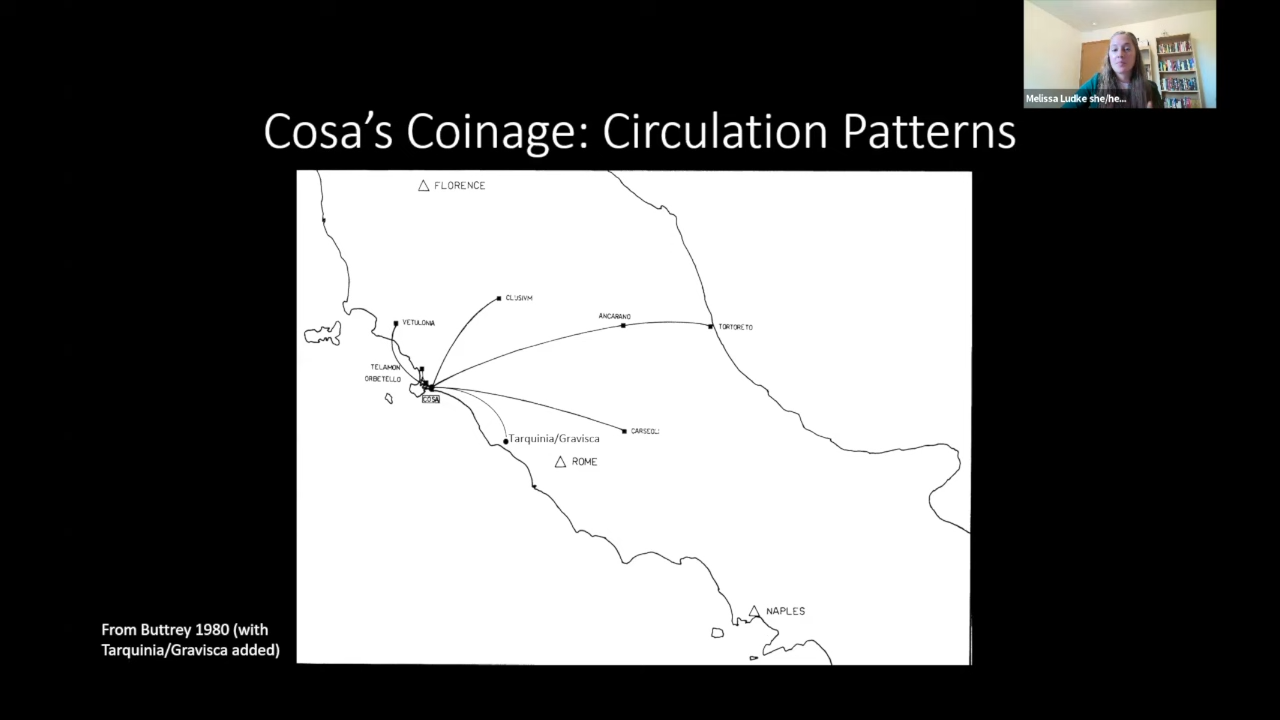 Melissa Ludke she/he...
Cosa's Coinage: Circulation Patterns
FLORENCE
CLUSIVM
ANCARANO
VETULONIA
TORTORETO
TELAMON
ORBETELLO
COSA
CARSEOLI
Tarquinia/Gravisca
ROME
NAPLES
From Buttrey 1980 (with
Tarquinia/Gravisca added)